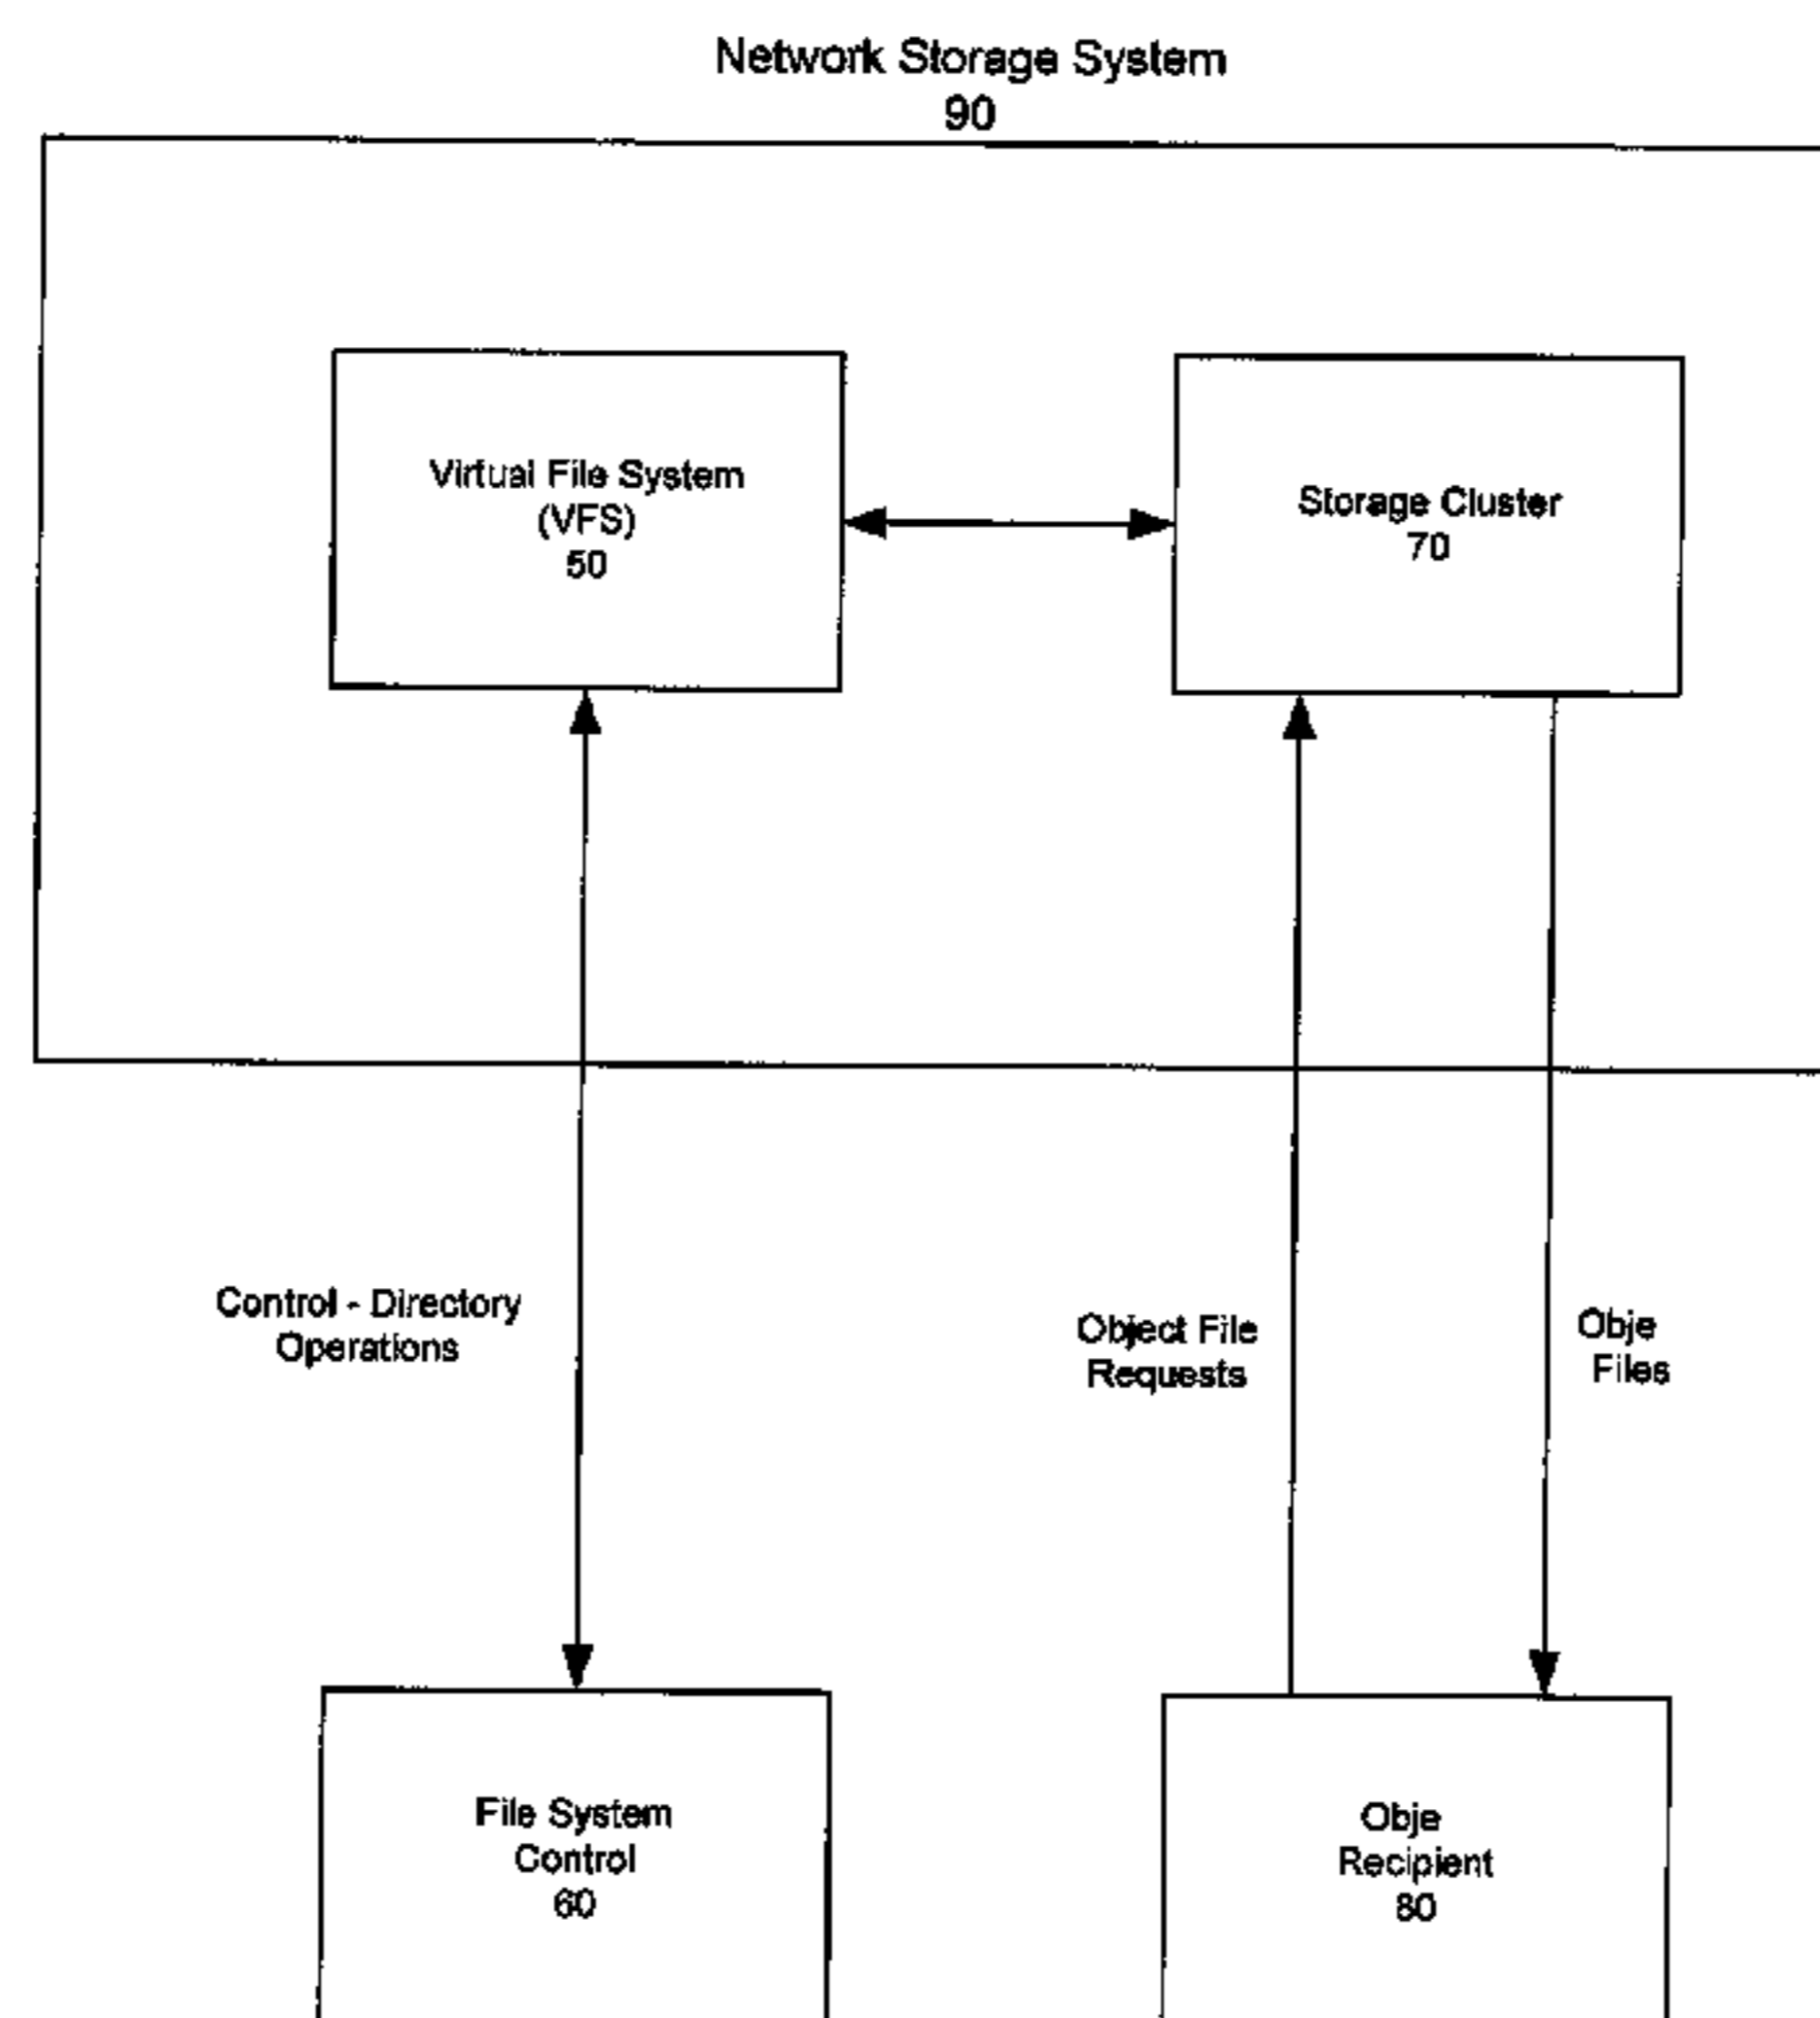 Network Storage System
90
Virtual File System
(VFS)
50
Storage Cluster
70
Control - Directory
Operations
Object File
Requests
Obje
Files
File System
Control
60
Obje
Recipient
80